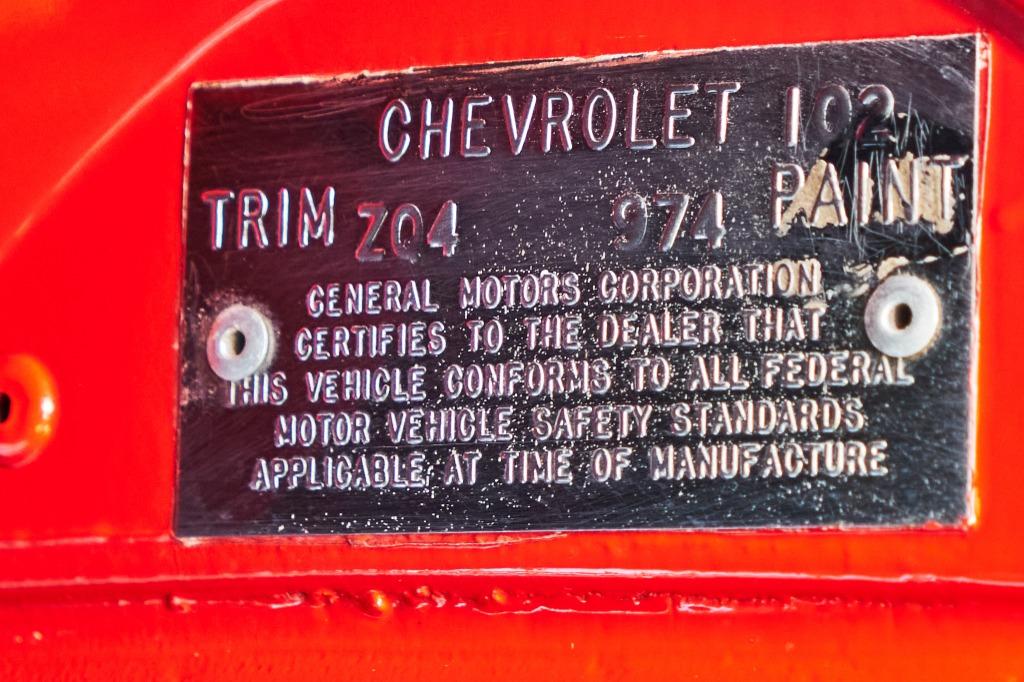 CHEVROLET 102
TRIM ZQ4 974 PAINT
GENERAL MOTORS CORPORATION
CERTIFIES TO THE DEALER THAT
THIS VEHICLE CONFORMS TO ALL FEDERAL
MOTOR VEHICLE SAFETY STANDARDS
APPLICABLE AT TIME OF MANUFACTURE